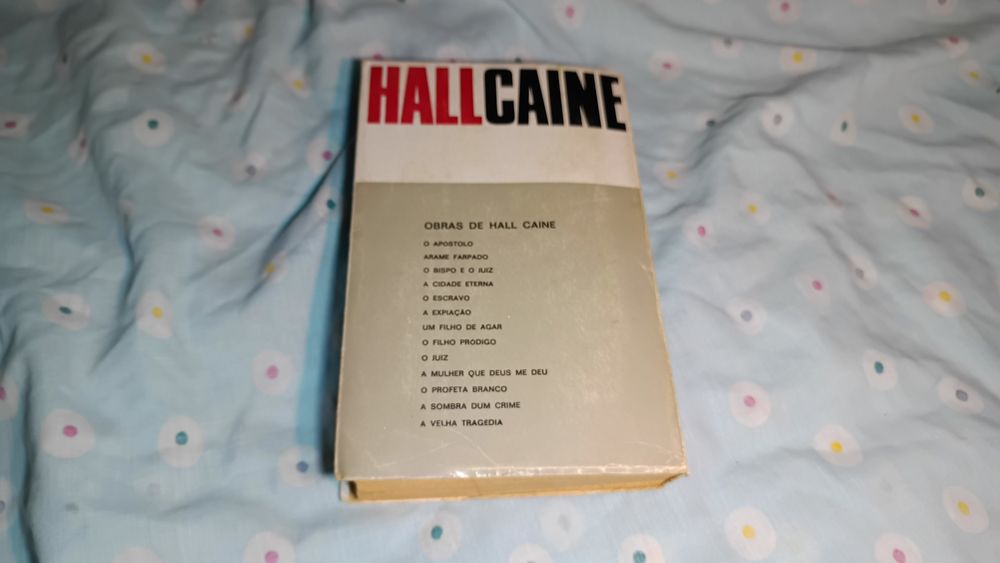 HALLCAINE
OBRAS DE HALL CAINE
O APOSTOLO
ARAME FARPADO
O BISPO E O JUIZ
A CIDADE ETERNA
O ESCRAVO
A EXPIAÇÃO
UM FILHO DE AGAR
O FILHO PRODIGO
O JUIZ
A MULHER QUE DEUS ME DEU
O PROFETA BRANCO
A SOMBRA DUM CRIME
A VELHA TRAGEDIA